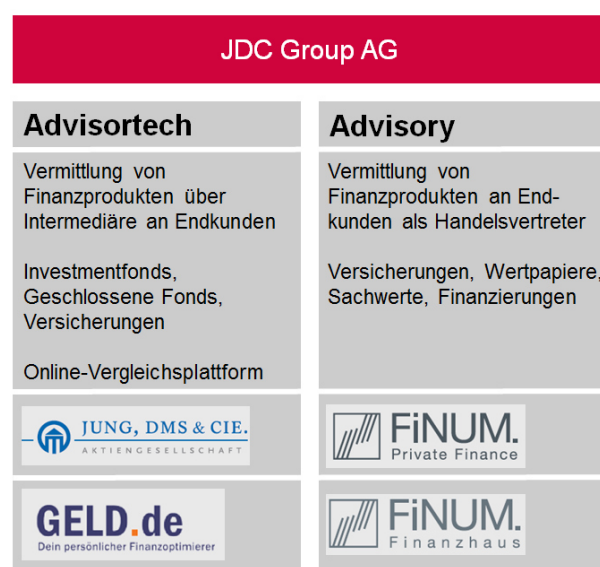 JDC Group AG
Advisortech
Vermittlung von
Finanzprodukten über
Intermediäre an Endkunden
Investmentfonds,
Geschlossene Fonds,
Versicherungen
Online-Vergleichsplattform
JUNG, DMS & CIE.
AKTIENGESELLSCHAFT
GELD.de
Dein persönlicher Finanzoptimierer
Advisory
Vermittlung von
Finanzprodukten an End-
kunden als Handelsvertreter
Versicherungen, Wertpapiere,
Sachwerte, Finanzierungen
FiNUM.
Private Finance
FiNUM.
Finanzhaus